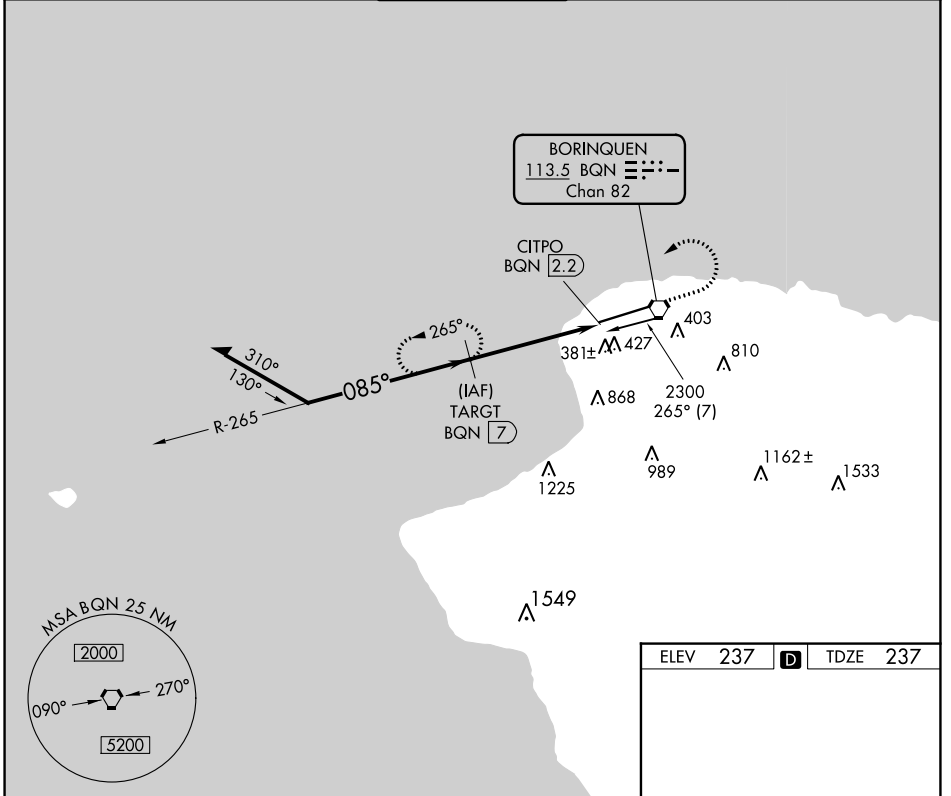 BORINQUEN
113.5 BQN
Chan 82
CITPO
BQN 2.2
403
381±
427
810
265°
310°
130°
085°
R-265
(IAF)
TARGT
BQN 7
868
2300
265° (7)
989
1162±
1533
1225
1549
MSA BQN 25 NM
2000
090°
270°
5200
ELEV 237 D TDZE 237